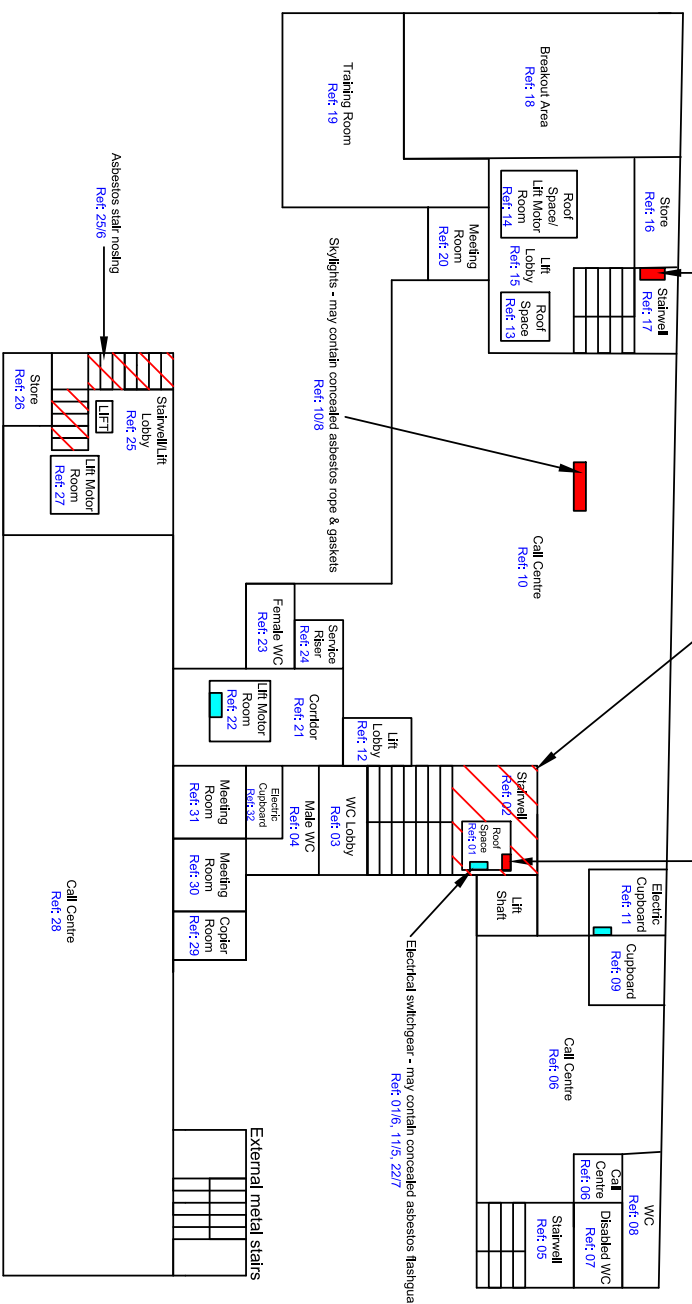 Breakout Area
Ref: 18
Training Room
Ref: 19
Store
Ref: 16
Stairwell
Ref: 17
Roof
Space/
Lift Motor
Room
Ref: 14
Lift
Lobby
Ref: 15
Roof
Space
Ref: 13
Meeting
Room
Ref: 20
Skylights - may contain concealed asbestos rope & gaskets
Ref: 10/8
Call Centre
Ref: 10
Asbestos stair nosing
Ref: 25/6
Stairwell/Lift
Lobby
Ref: 25
LIFT
Store
Ref: 26
Lift Motor
Room
Ref: 27
Female WC
Ref: 23
Service
Riser
Ref: 24
Corridor
Ref: 21
Lift Motor
Room
Ref: 22
Lift
Lobby
Ref: 12
Stairwell
Ref: 02
Roof
Space
Ref: 01
WC Lobby
Ref: 03
Male WC
Ref: 04
Electric
Cupboard
Ref: 32
Meeting
Room
Ref: 31
Meeting
Room
Ref: 30
Copier
Room
Ref: 29
Lift
Shaft
Electric
Cupboard
Ref: 11
Cupboard
Ref: 09
Call Centre
Ref: 06
Electrical switchgear - may contain concealed asbestos flashgua
Ref: 01/6, 11/5, 22/7
WC
Ref: 08
Call
Centre
Ref: 06
Disabled WC
Ref: 07
Stairwell
Ref: 05
Call Centre
Ref: 28
External metal stairs